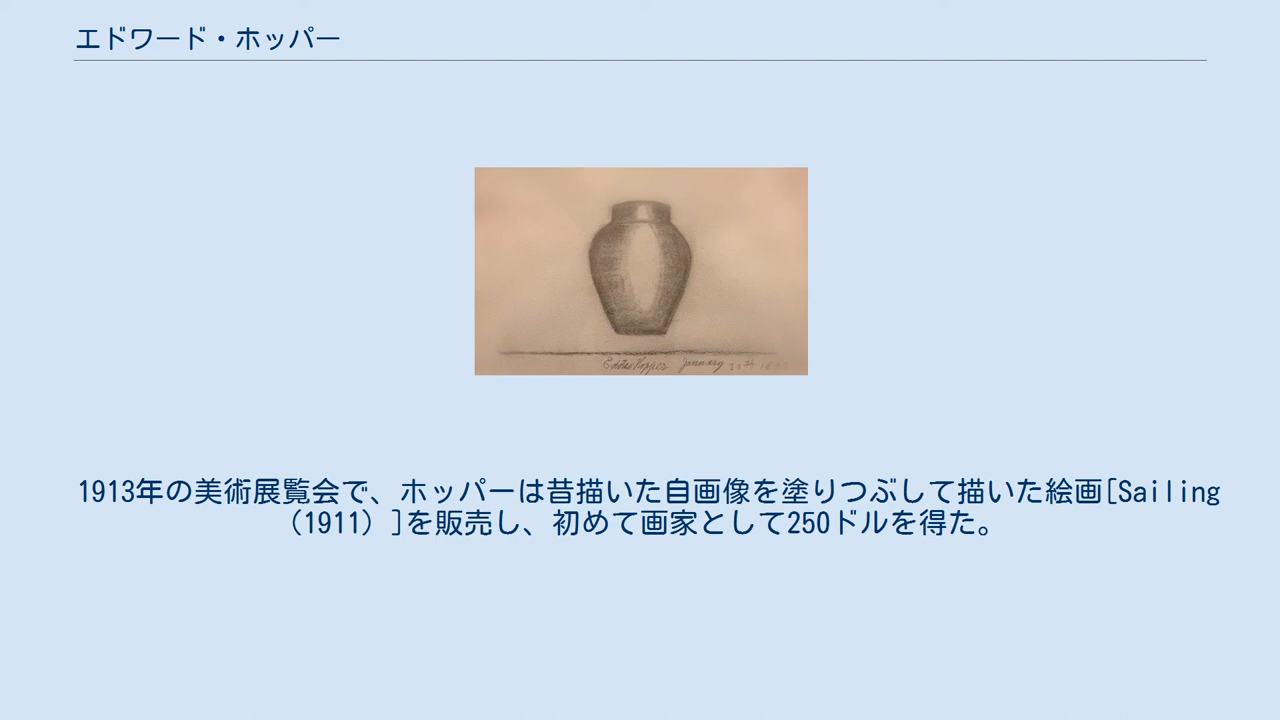 エドワード・ホッパー
Eddie Hopper January
1913年の美術展覧会で、ホッパーは昔描いた自画像を塗りつぶして描いた絵画[Sailing
（1911）]を販売し、初めて画家として250ドルを得た。